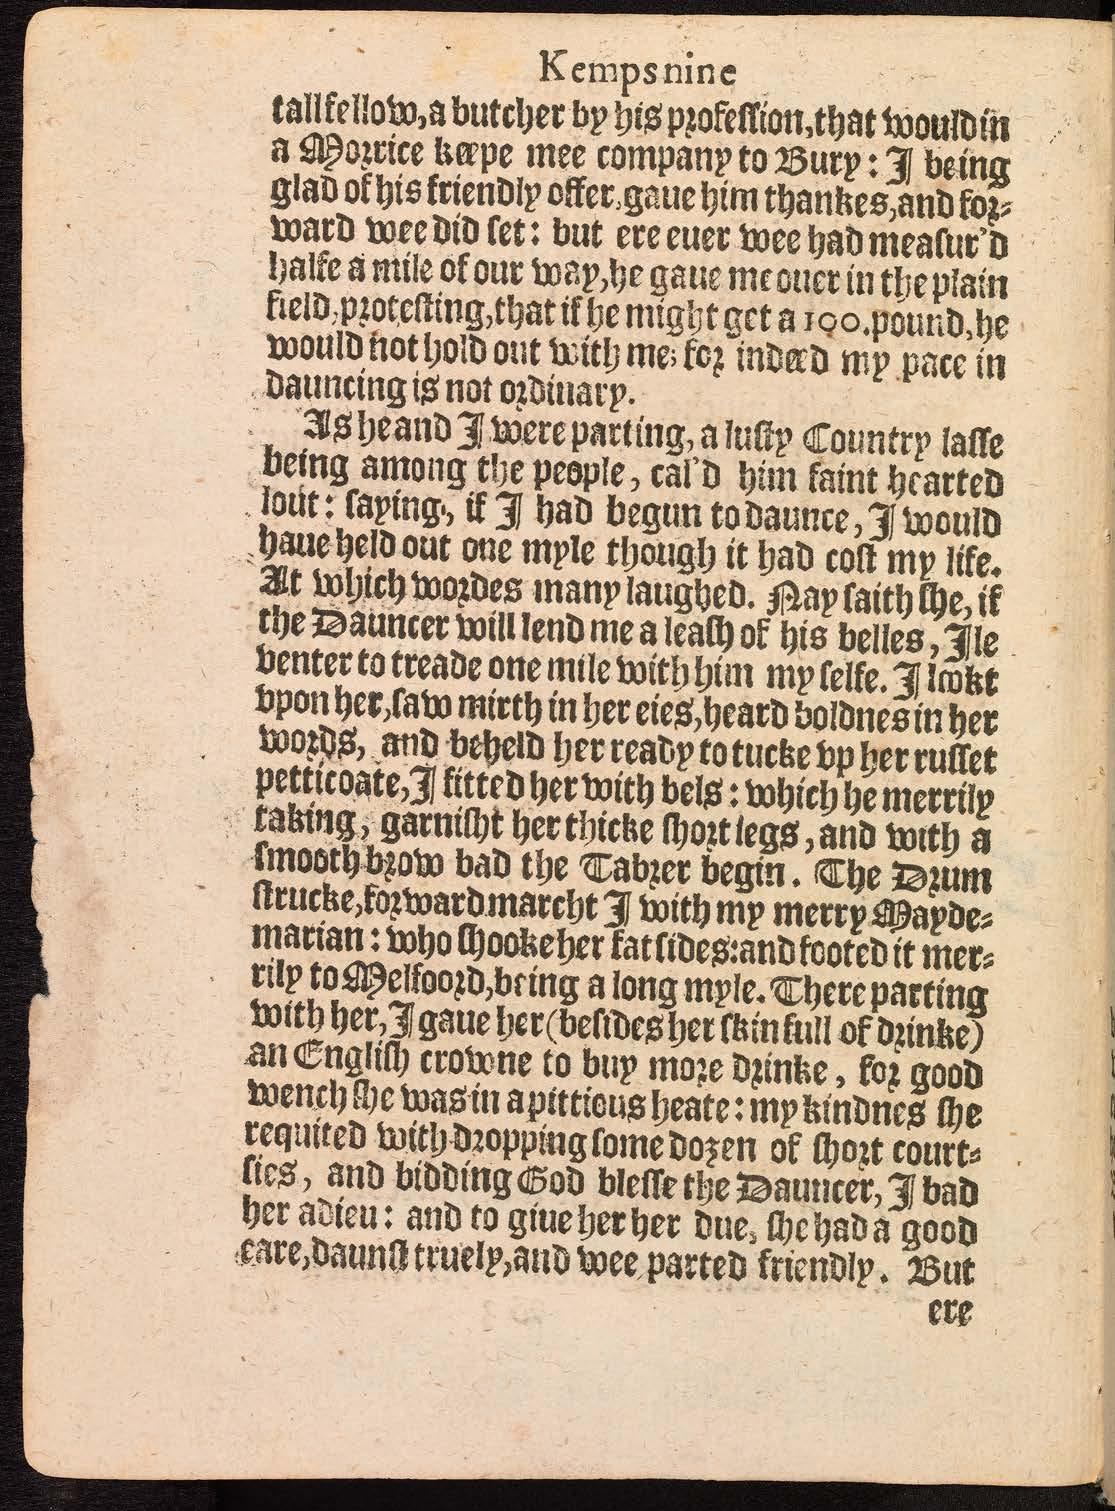 Kemps nine
tall fellow, a butcher by his profession, that would in
a Morrice keepe mee company to Bury: I being
glad of his friendly offer, gaue him thankes, and for-
ward wee did set: but ere euer wee had measur'd
halfe a mile of our way, he gaue me ouer in the plain
field, protesting, that if he might get a 100. pound, he
would not hold out with me; for indeed my pace in
dauncing is not ordinary.
As he and I were parting, a lusty Country lasse
being among the people, cal'd him faint hearted
lout: saying, if I had begun to daunce, I would
haue held out one myle though it had cost my life.
At which wordes many laughed. Nay saith she, if
the Dauncer will lend me a leash of his belles, Ile
venter to treade one mile with him my selfe. I lookt
vpon her, saw mirth in her eies, heard boldnes in her
words, and beheld her ready to tucke vp her russet
petticoate, I fitted her with bels: which he merrily
taking, garnisht her thicke short legs, and with a
smooth brow bad the Tabrer begin. The Drum
strucke, forward marcht I with my merry Mayde-
marian: who shooke her fat sides: and footed it mer-
rily to Melfoord, being a long myle. There parting
with her, I gaue her (besides her skin full of drinke)
an English crowne to buy more drinke, for good
wench she was in a pittious heate: my kindnes she
requited with dropping some dozen of short court-
sies, and bidding God blesse the Dauncer, I bad
her adieu: and to giue her her due, she had a good
eare, daunst truely, and wee parted friendly. But
ere